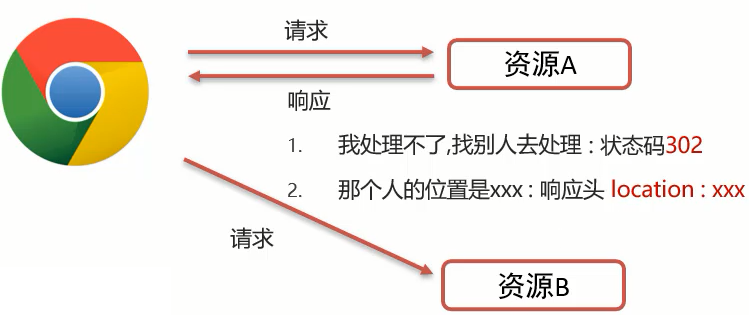 请求
资源A
响应
1. 我处理不了,找别人去处理 : 状态码302
2. 那个人的位置是xxx : 响应头 location : xxx
请求
资源B